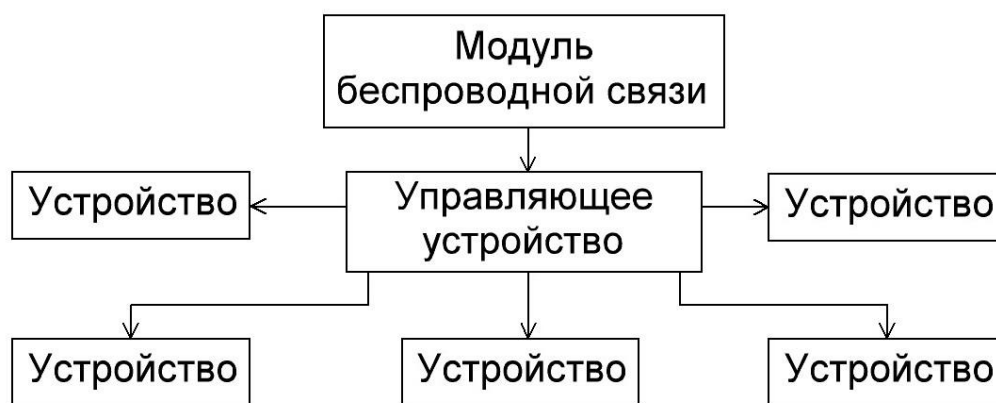 Модуль
беспроводной связи
Устройство
Управляющее
устройство
Устройство
Устройство
Устройство
Устройство